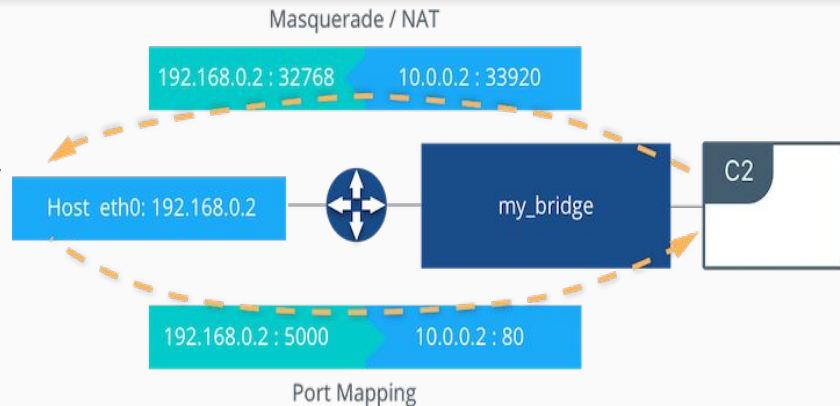 Masquerade / NAT
192.168.0.2 : 32768 10.0.0.2 : 33920
C2
Host eth0: 192.168.0.2
my_bridge
192.168.0.2 : 5000 10.0.0.2 : 80
Port Mapping